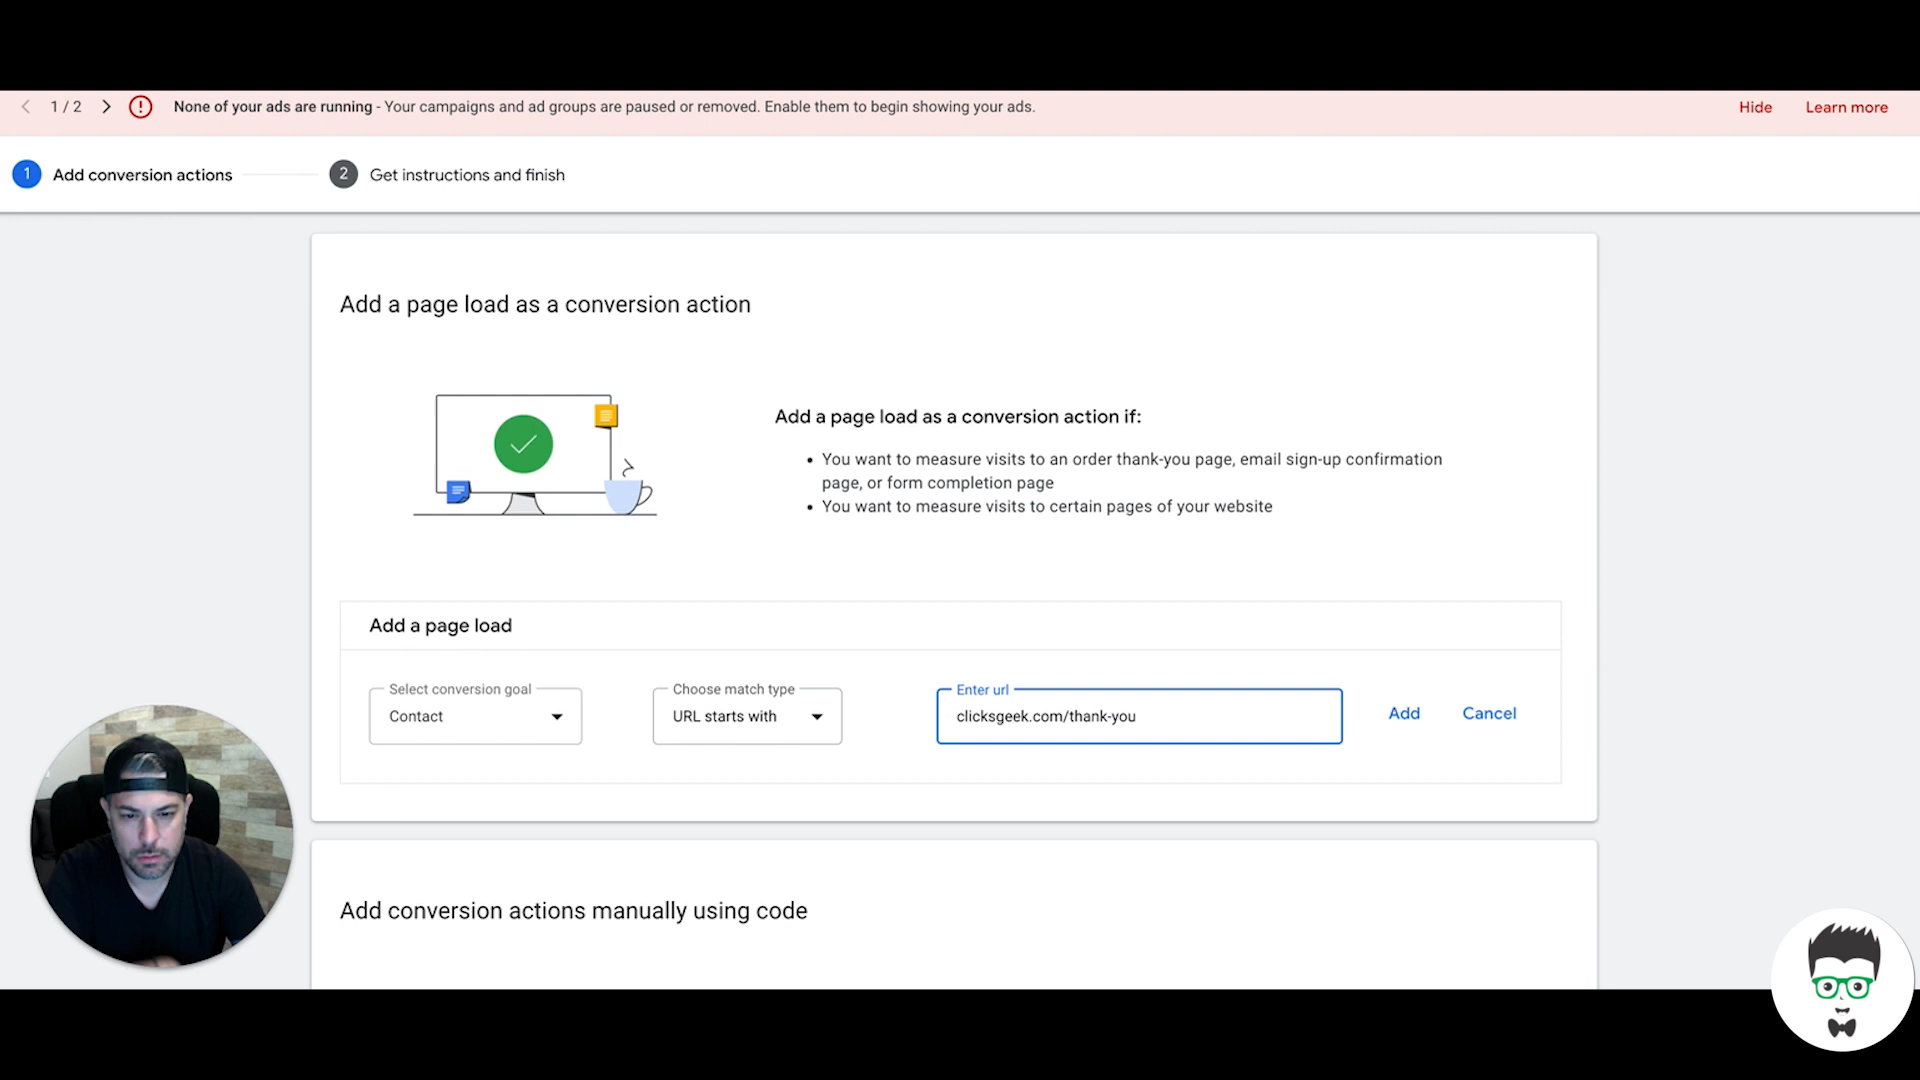 1 / 2
None of your ads are running - Your campaigns and ad groups are paused or removed. Enable them to begin showing your ads.
Hide
Learn more
1
Add conversion actions
2
Get instructions and finish
Add a page load as a conversion action
Add a page load as a conversion action if:
• You want to measure visits to an order thank-you page, email sign-up confirmation
page, or form completion page
• You want to measure visits to certain pages of your website
Add a page load
Select conversion goal
Contact
Choose match type
URL starts with
Enter url
clicksgeek.com/thank-you
Add
Cancel
Add conversion actions manually using code